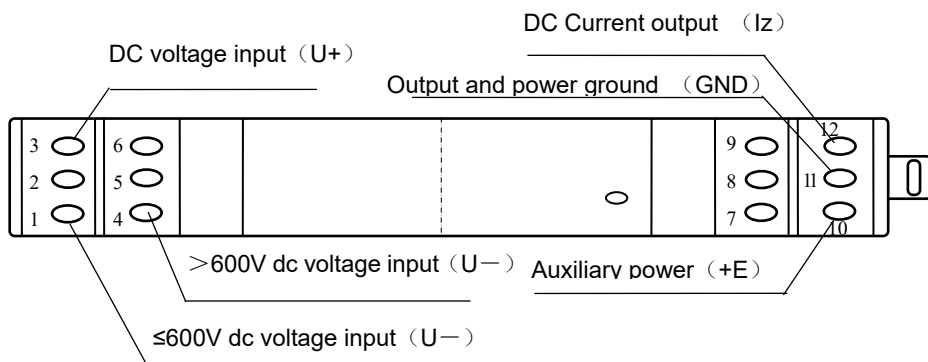 DC Current output （Iz）
DC voltage input（U+）
Output and power ground （GND）
3 6 9 12
2 5 8 11
1 4 7 10
＞600V dc voltage input（U－）
Auxiliary power（+E）
≤600V dc voltage input（U－）